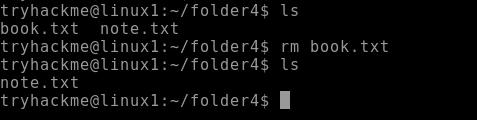 tryhackme@linux1:~/folder4$ ls
book.txt  note.txt
tryhackme@linux1:~/folder4$ rm book.txt
tryhackme@linux1:~/folder4$ ls
note.txt
tryhackme@linux1:~/folder4$